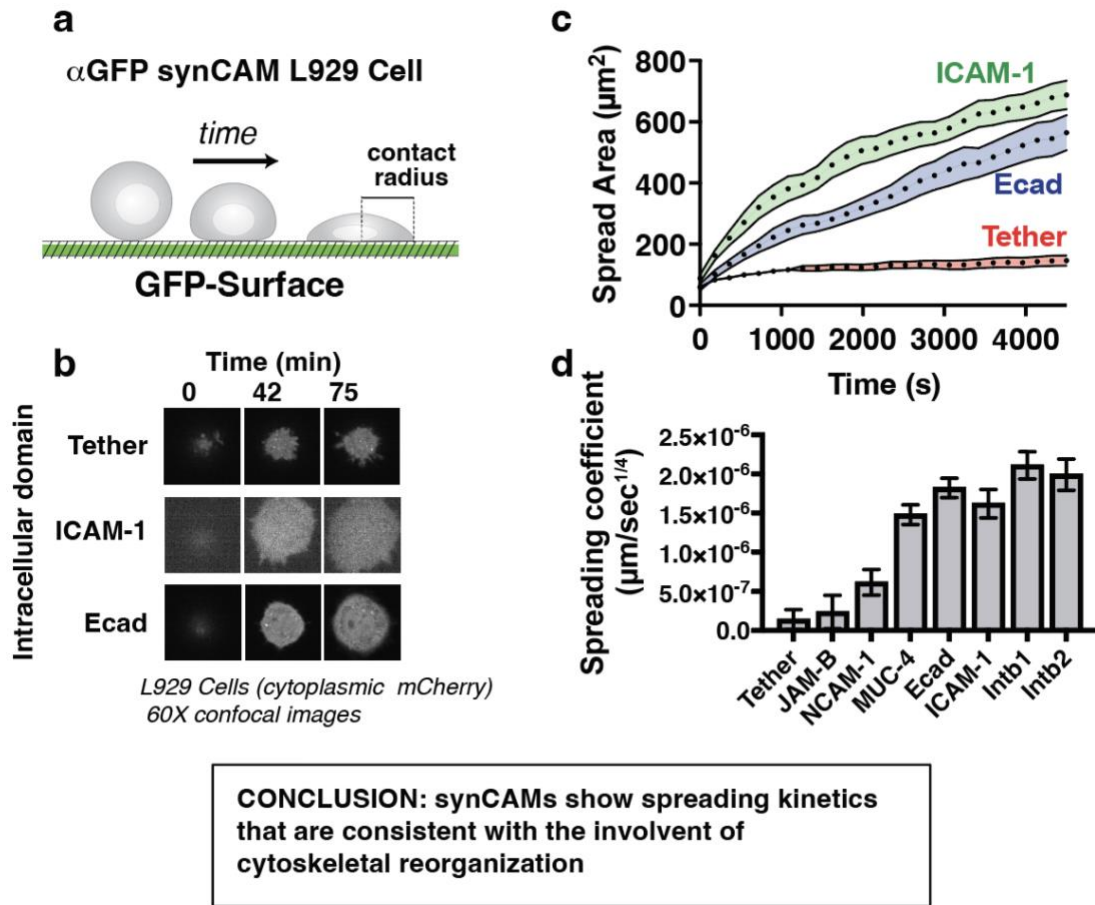 a
αGFP synCAM L929 Cell
time
contact
radius
GFP-Surface
b
Time (min)
0 42 75
Intracellular domain
Tether
ICAM-1
Ecad
L929 Cells (cytoplasmic mCherry)
60X confocal images
c
Spread Area (µm²)
800
600
400
200
0
ICAM-1
Ecad
Tether
0 1000 2000 3000 4000
Time (s)
d
Spreading coefficient
(µm/sec¹/⁴)
2.5×10⁻⁶
2.0×10⁻⁶
1.5×10⁻⁶
1.0×10⁻⁶
5.0×10⁻⁷
0.0
Tether
JAM-B
NCAM-1
MUC-4
Ecad
ICAM-1
Intb1
Intb2
CONCLUSION: synCAMs show spreading kinetics
that are consistent with the involvent of
cytoskeletal reorganization